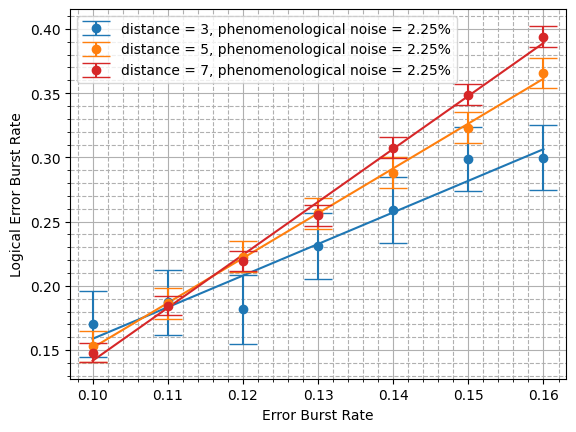 distance = 3, phenomenological noise = 2.25%
distance = 5, phenomenological noise = 2.25%
distance = 7, phenomenological noise = 2.25%
Logical Error Burst Rate
0.40
0.35
0.30
0.25
0.20
0.15
0.10 0.11 0.12 0.13 0.14 0.15 0.16
Error Burst Rate